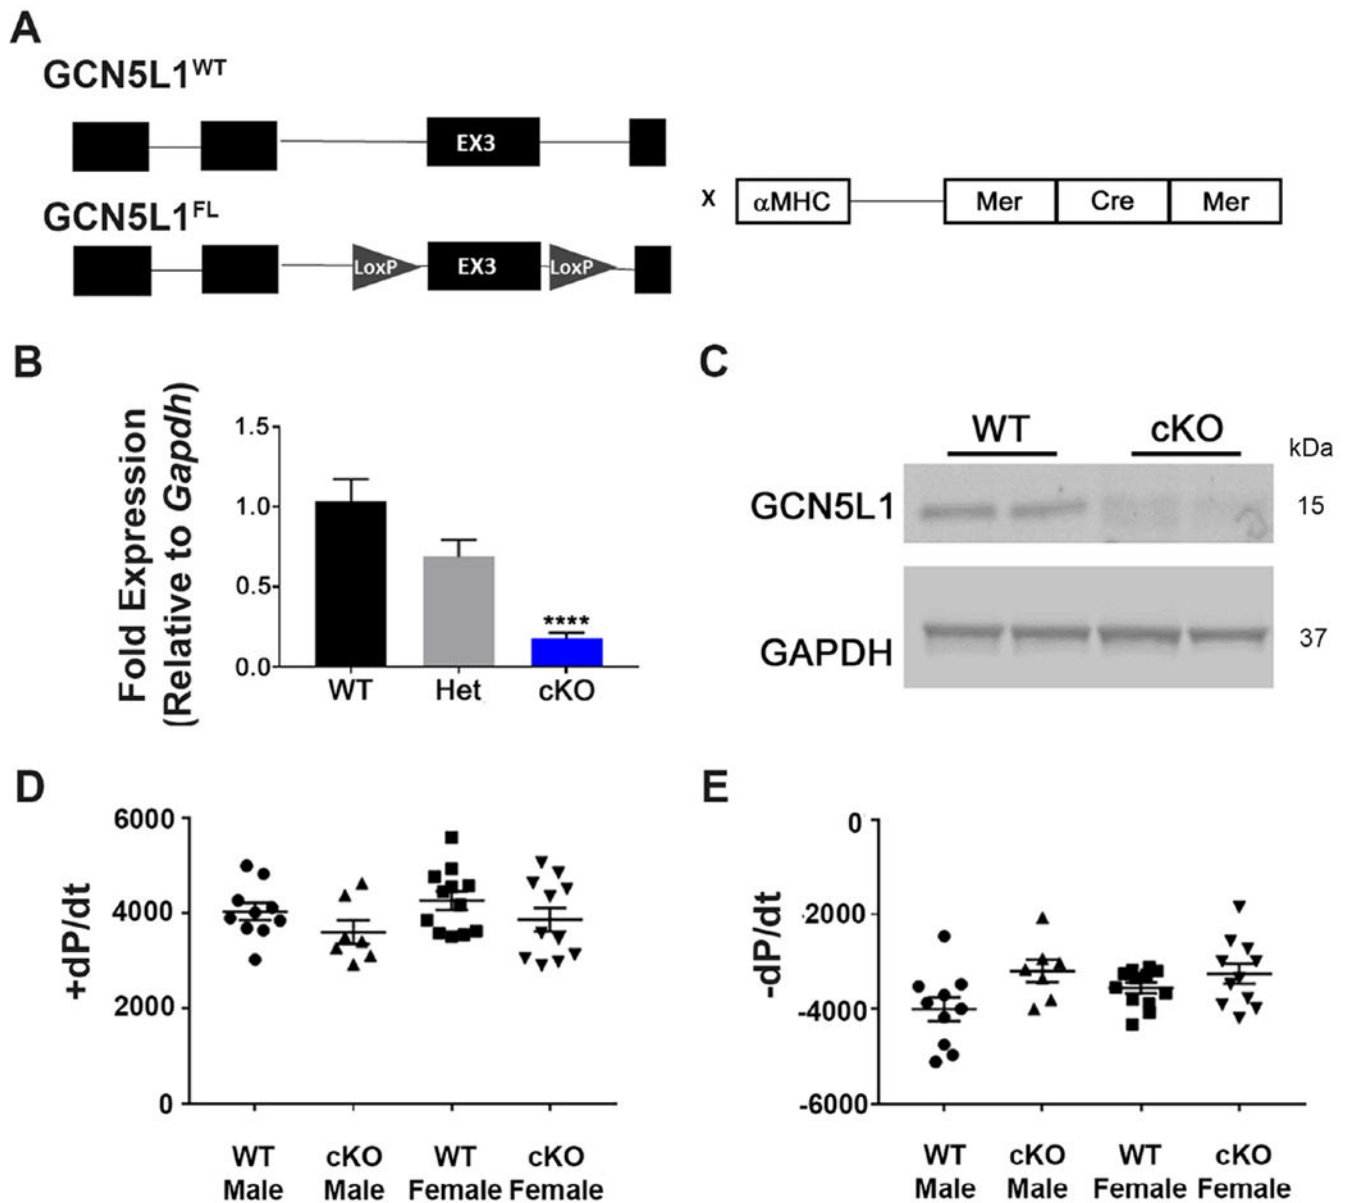 A
GCN5L1WT
EX3
GCN5L1FL
LoxP EX3 LoxP
X αMHC Mer Cre Mer
B
Fold Expression
(Relative to Gapdh)
1.5
1.0
0.5
0.0
****
WT Het cKO
C
WT cKO
kDa
GCN5L1 15
GAPDH 37
D
+dP/dt
6000
4000
2000
0
WT cKO WT cKO
Male Male Female Female
E
-dP/dt
0
-2000
-4000
-6000
WT cKO WT cKO
Male Male Female Female